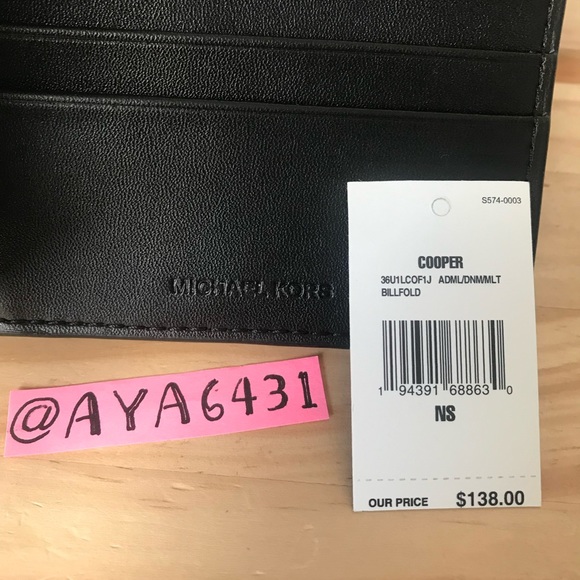 S574-0003
COOPER
36U1LCOF1J ADML/DNM/MLT
BILLFOLD
MICHAEL KORS
1 94391 68863 0
@AYA6431
NS
OUR PRICE $138.00